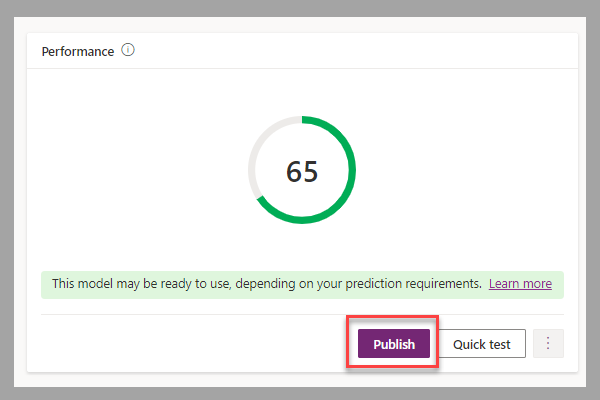 Performance
65
This model may be ready to use, depending on your prediction requirements. Learn more
Publish Quick test